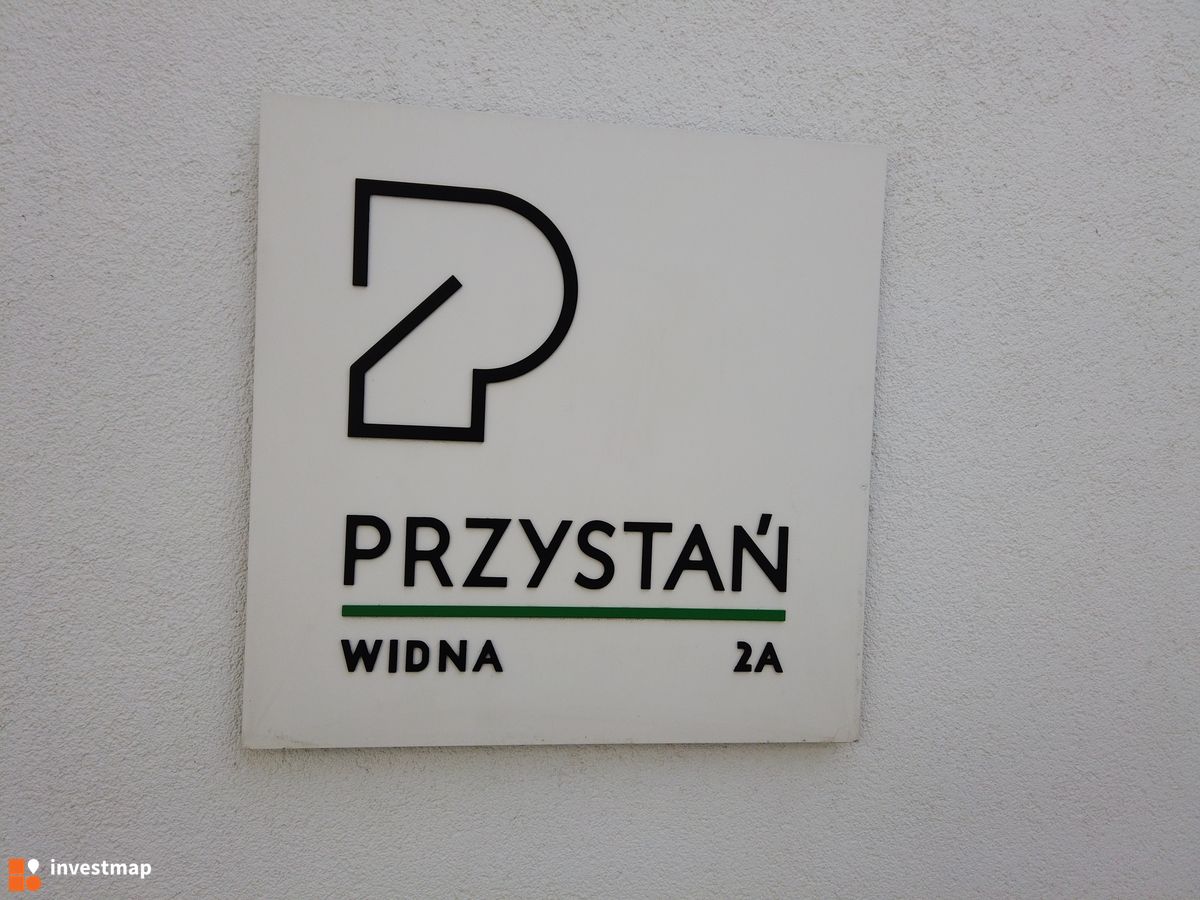 PRZYSTAŃ
WIDNA 2A
investmap